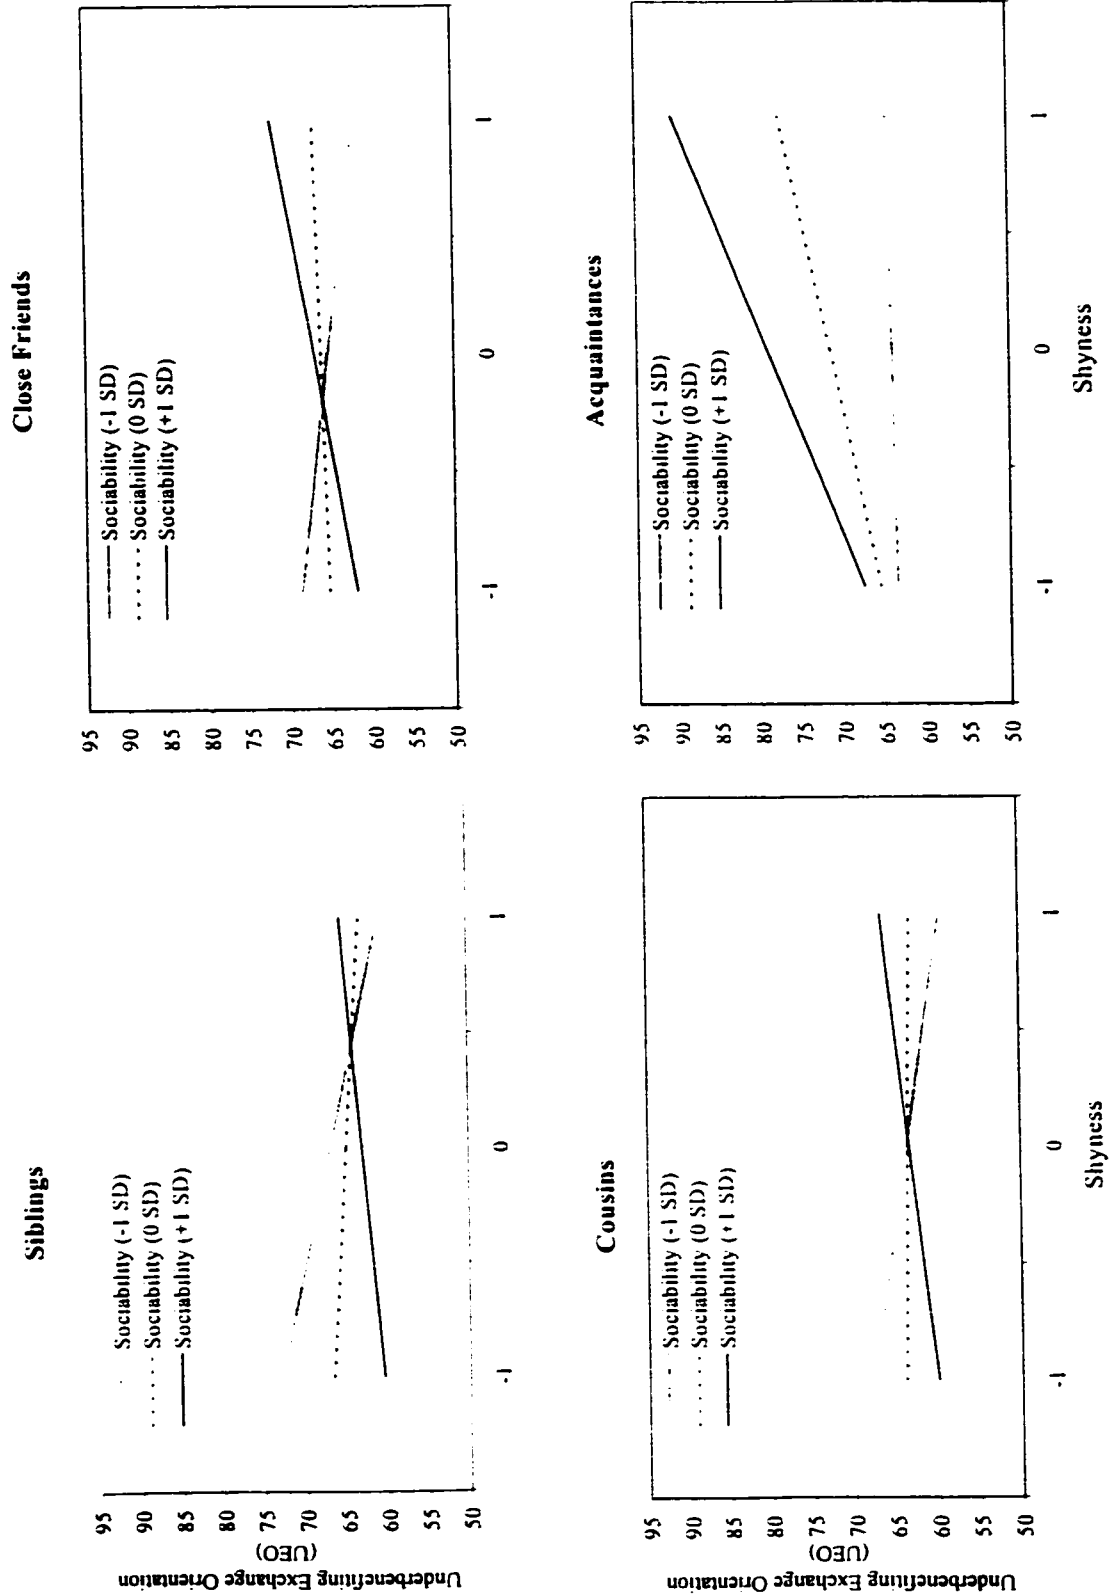 Siblings
Underbenefiting Exchange Orientation
(UEO)
95
90
85
80
75
70
65
60
55
50
Sociability (-1 SD)
Sociability (0 SD)
Sociability (+1 SD)
-1 0 1
Close Friends
95
90
85
80
75
70
65
60
55
50
Sociability (-1 SD)
Sociability (0 SD)
Sociability (+1 SD)
-1 0 1
Cousins
Underbenefiting Exchange Orientation
(UEO)
95
90
85
80
75
70
65
60
55
50
Sociability (-1 SD)
Sociability (0 SD)
Sociability (+1 SD)
-1 0 1
Shyness
Acquaintances
95
90
85
80
75
70
65
60
55
50
Sociability (-1 SD)
Sociability (0 SD)
Sociability (+1 SD)
-1 0 1
Shyness